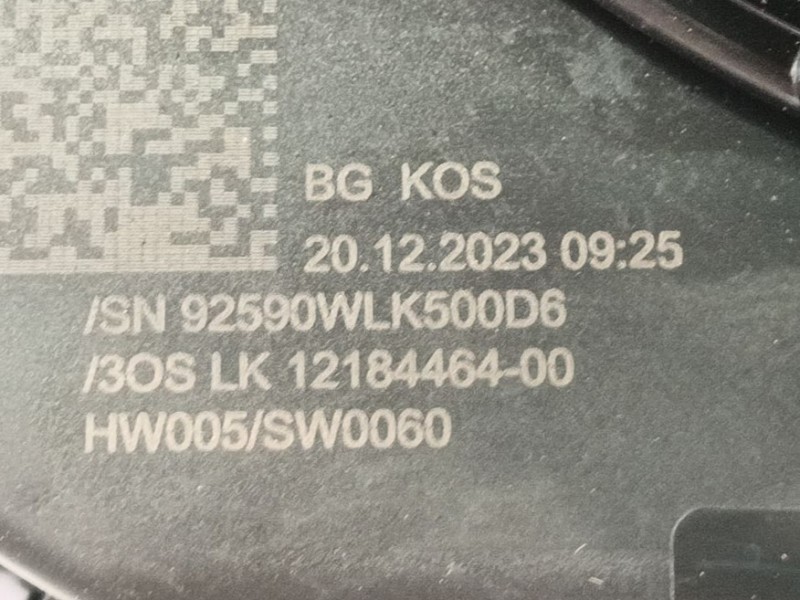 BG KOS
20.12.2023 09:25
/SN 92590WLK500D6
/3OS LK 12184464-00
HW005/SW0060